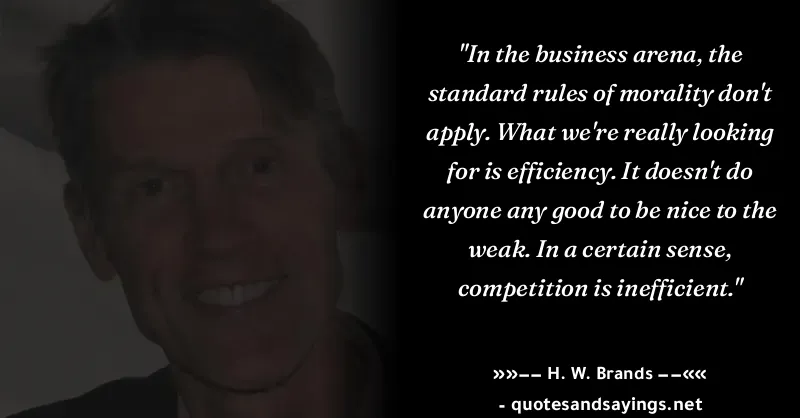 "In the business arena, the
standard rules of morality don't
apply. What we're really looking
for is efficiency. It doesn't do
anyone any good to be nice to the
weak. In a certain sense,
competition is inefficient."
»»−− H. W. Brands −−««
- quotesandsayings.net